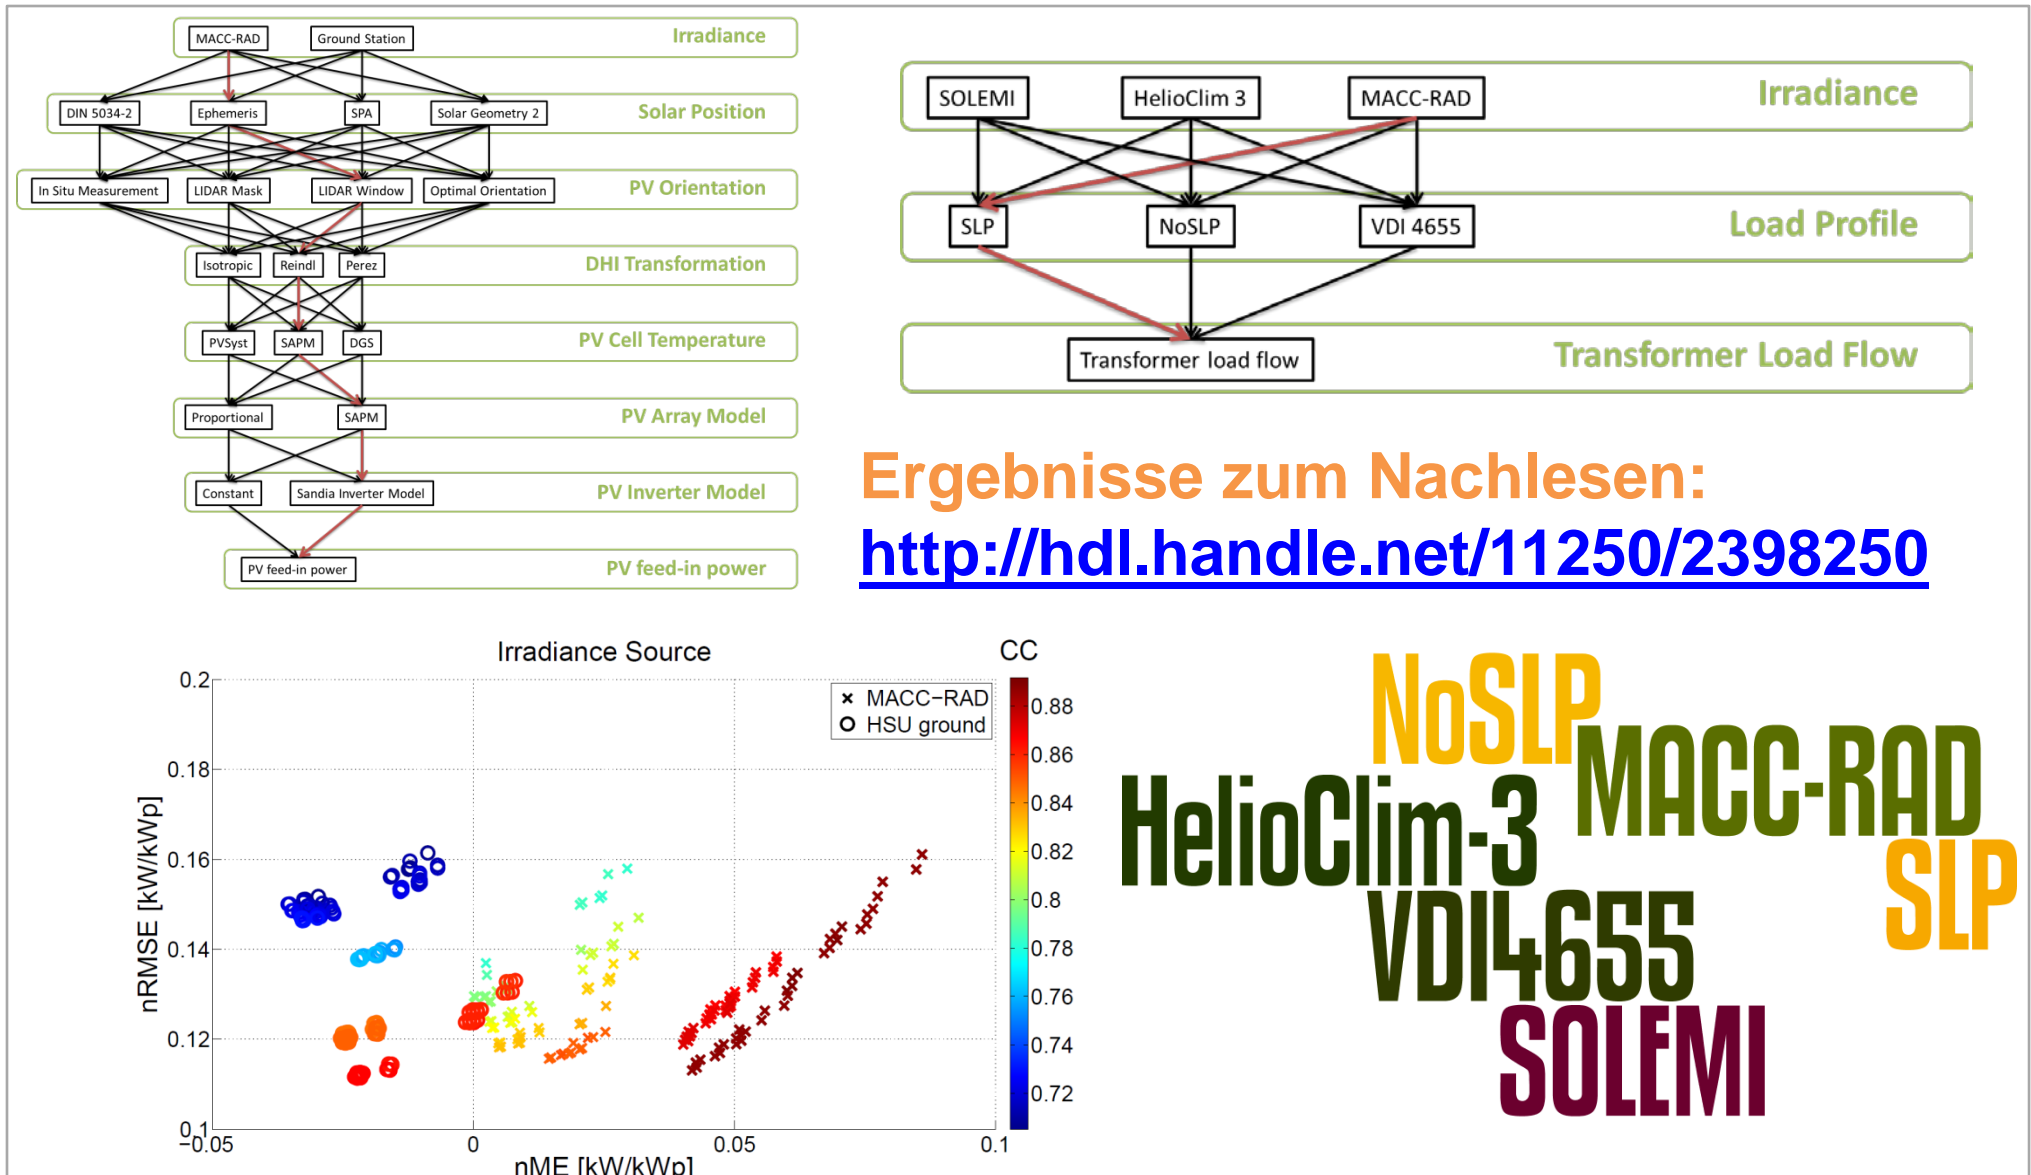 MACC-RAD Ground Station Irradiance
DIN 5034-2 Ephemeris SPA Solar Geometry 2 Solar Position
In Situ Measurement LIDAR Mask LIDAR Window Optimal Orientation PV Orientation
Isotropic Reindl Perez DHI Transformation
PVSyst SAPM DGS PV Cell Temperature
Proportional SAPM PV Array Model
Constant Sandia Inverter Model PV Inverter Model
PV feed-in power PV feed-in power
SOLEMI HelioClim 3 MACC-RAD Irradiance
SLP NoSLP VDI 4655 Load Profile
Transformer load flow Transformer Load Flow
Ergebnisse zum Nachlesen:
http://hdl.handle.net/11250/2398250
Irradiance Source
CC
× MACC−RAD
HSU ground
nRMSE [kW/kWp]
0.2
0.18
0.16
0.14
0.12
0.1
−0.05 0 0.05 0.1
nME [kW/kWp]
0.88
0.86
0.84
0.82
0.8
0.78
0.76
0.74
0.72
NoSLP
MACC-RAD
HelioClim-3
SLP
VDI4655
SOLEMI